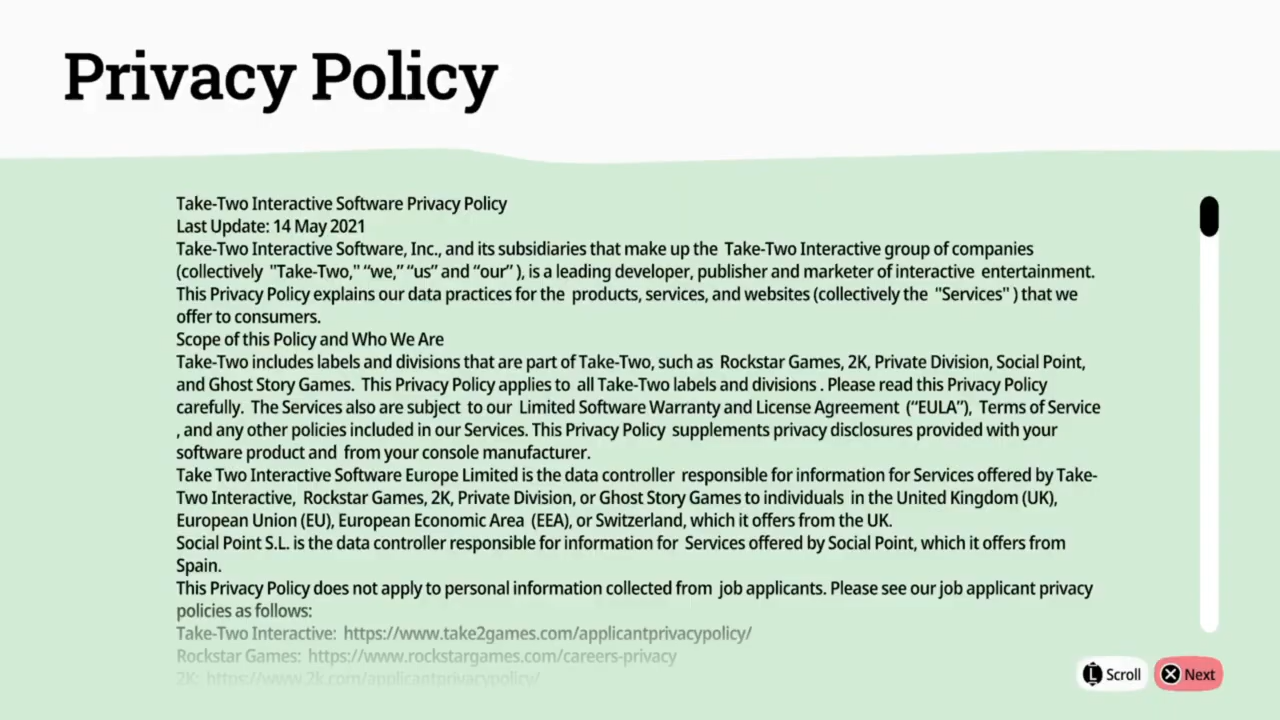 Privacy Policy
Take-Two Interactive Software Privacy Policy
Last Update: 14 May 2021
Take-Two Interactive Software, Inc., and its subsidiaries that make up the Take-Two Interactive group of companies
(collectively "Take-Two," “we,” “us” and “our” ), is a leading developer, publisher and marketer of interactive entertainment.
This Privacy Policy explains our data practices for the products, services, and websites (collectively the "Services" ) that we
offer to consumers.
Scope of this Policy and Who We Are
Take-Two includes labels and divisions that are part of Take-Two, such as Rockstar Games, 2K, Private Division, Social Point,
and Ghost Story Games. This Privacy Policy applies to all Take-Two labels and divisions . Please read this Privacy Policy
carefully. The Services also are subject to our Limited Software Warranty and License Agreement (“EULA”), Terms of Service
, and any other policies included in our Services. This Privacy Policy supplements privacy disclosures provided with your
software product and from your console manufacturer.
Take Two Interactive Software Europe Limited is the data controller responsible for information for Services offered by Take-
Two Interactive, Rockstar Games, 2K, Private Division, or Ghost Story Games to individuals in the United Kingdom (UK),
European Union (EU), European Economic Area (EEA), or Switzerland, which it offers from the UK.
Social Point S.L. is the data controller responsible for information for Services offered by Social Point, which it offers from
Spain.
This Privacy Policy does not apply to personal information collected from job applicants. Please see our job applicant privacy
policies as follows:
Take-Two Interactive: https://www.take2games.com/applicantprivacypolicy/
Rockstar Games: https://www.rockstargames.com/careers-privacy
2K: https://www.2k.com/applicantprivacypolicy/
L Scroll
Next